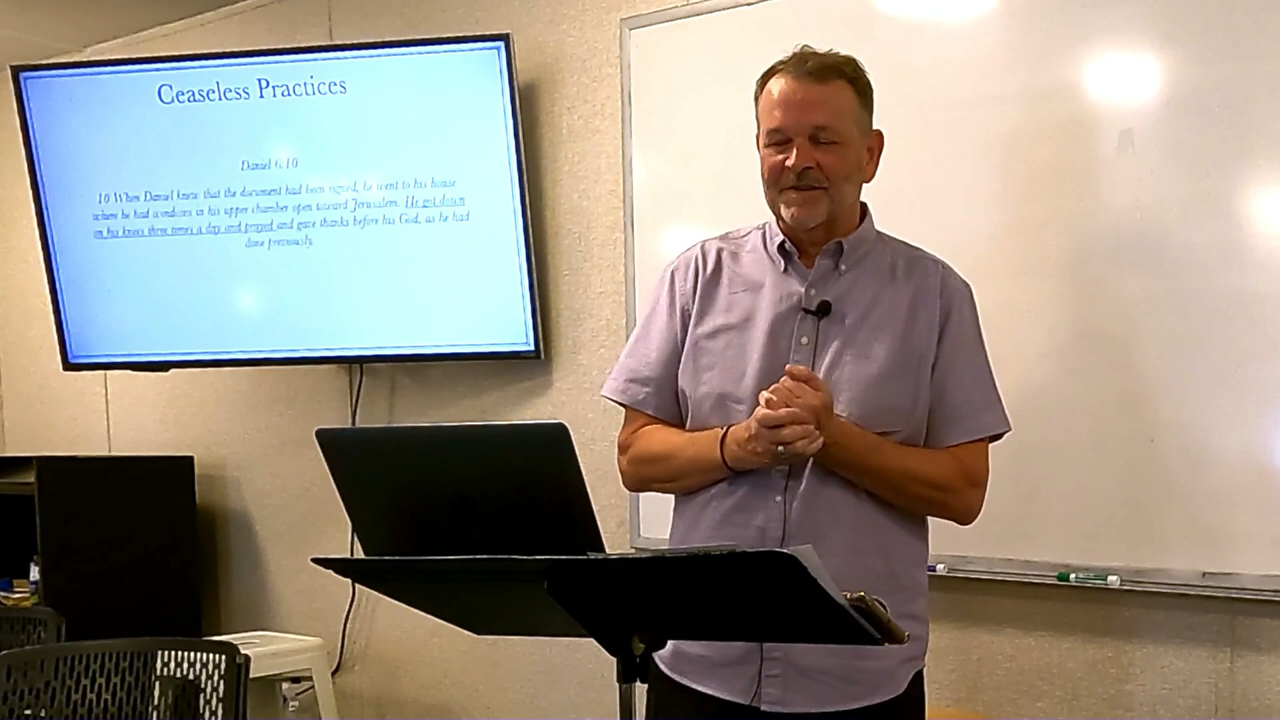 Ceaseless Practices
Daniel 6:10
10 When Daniel knew that the document had been signed, he went to his house
where he had windows in his upper chamber open toward Jerusalem. He got down
on his knees three times a day and prayed and gave thanks before his God, as he had
done previously.